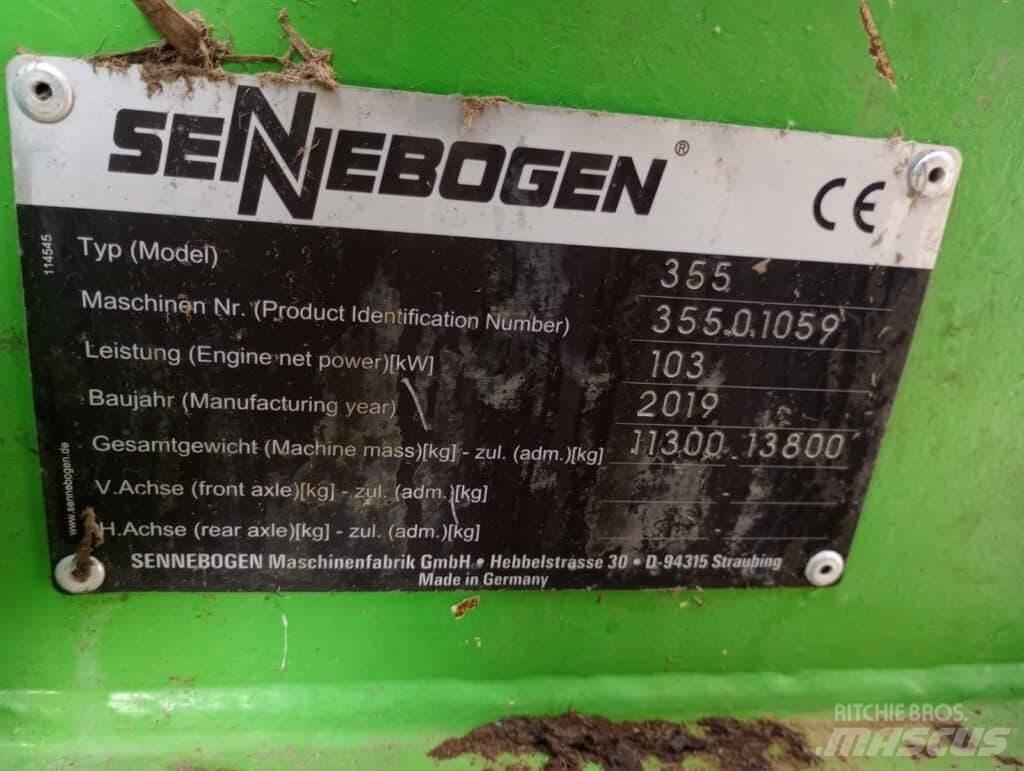 SENNEBOGEN®
CE
114545
Typ (Model) 355
Maschinen Nr. (Product Identification Number) 355.0.1059
Leistung (Engine net power)[kW] 103
Baujahr (Manufacturing year) 2019
Gesamtgewicht (Machine mass)[kg] - zul. (adm.)[kg] 11300 13800
V.Achse (front axle)[kg] - zul. (adm.)[kg]
H.Achse (rear axle)[kg] - zul. (adm.)[kg]
www.sennebogen.de
SENNEBOGEN Maschinenfabrik GmbH • Hebbelstrasse 30 • D-94315 Straubing
Made in Germany
RITCHIE BROS.
MASCUS